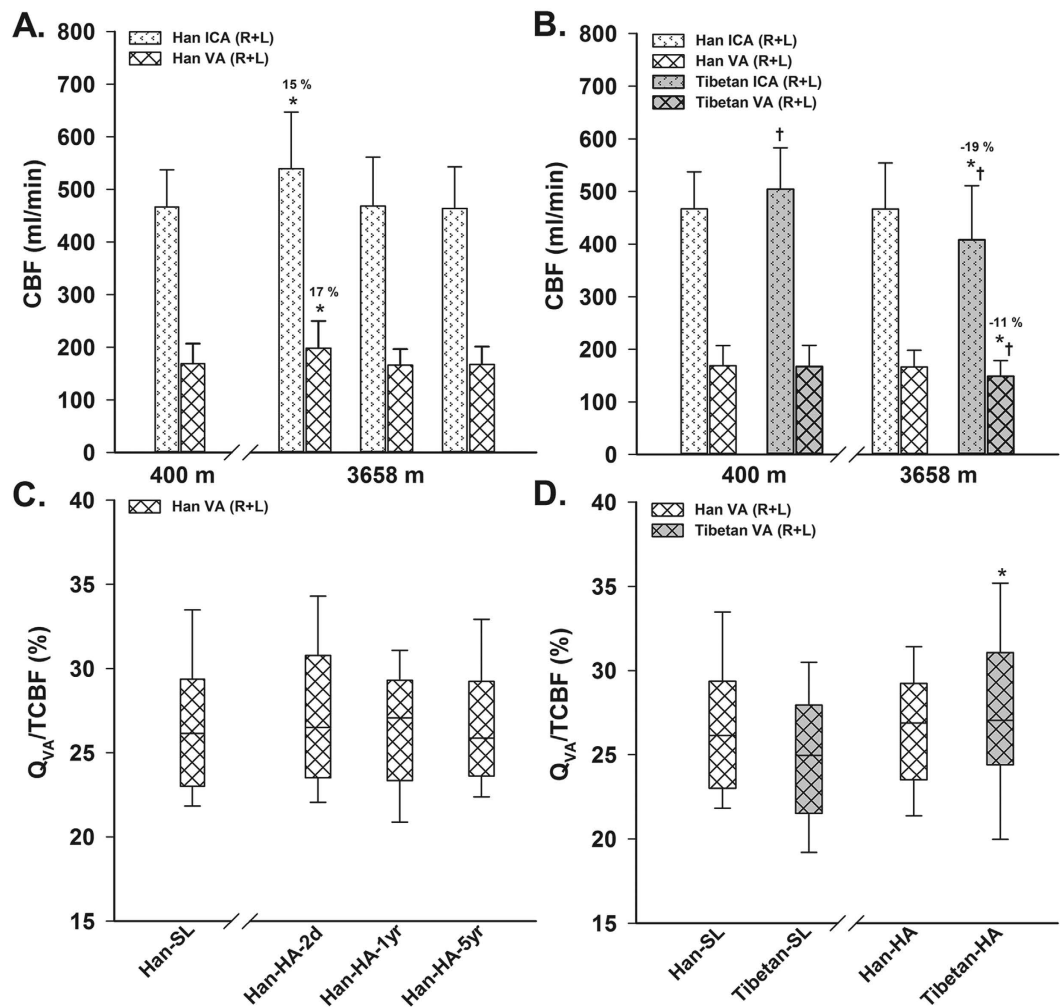 A.
800
700
600
500
400
300
200
100
0
CBF (ml/min)
Han ICA (R+L)
Han VA (R+L)
15 %
*
17 %
*
400 m
3658 m
B.
800
700
600
500
400
300
200
100
0
CBF (ml/min)
Han ICA (R+L)
Han VA (R+L)
Tibetan ICA (R+L)
Tibetan VA (R+L)
†
-19 %
*†
-11 %
*†
400 m
3658 m
C.
40
35
30
25
20
15
QVA/TCBF (%)
Han VA (R+L)
Han-SL
Han-HA-2d
Han-HA-1yr
Han-HA-5yr
D.
40
35
30
25
20
15
QVA/TCBF (%)
Han VA (R+L)
Tibetan VA (R+L)
*
Han-SL
Tibetan-SL
Han-HA
Tibetan-HA